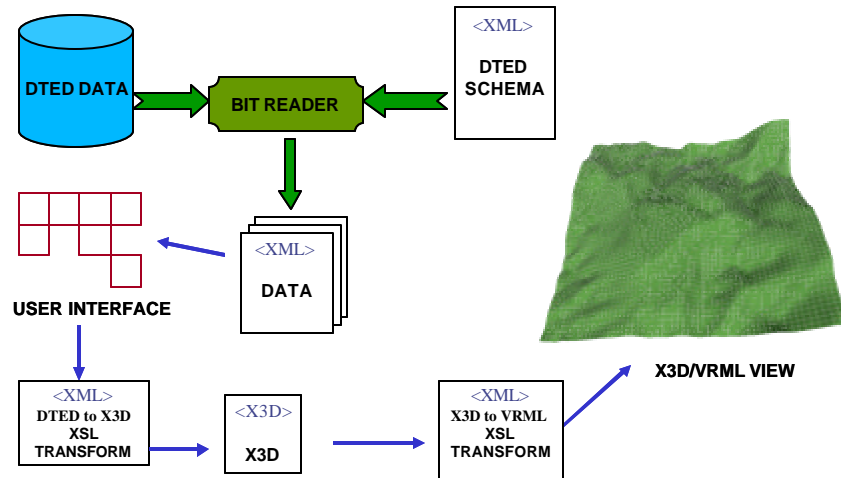 DTED DATA
BIT READER
<XML>
DTED
SCHEMA
<XML>
DATA
USER INTERFACE
X3D/VRML VIEW
<XML>
DTED to X3D
XSL
TRANSFORM
<X3D>
X3D
<XML>
X3D to VRML
XSL
TRANSFORM